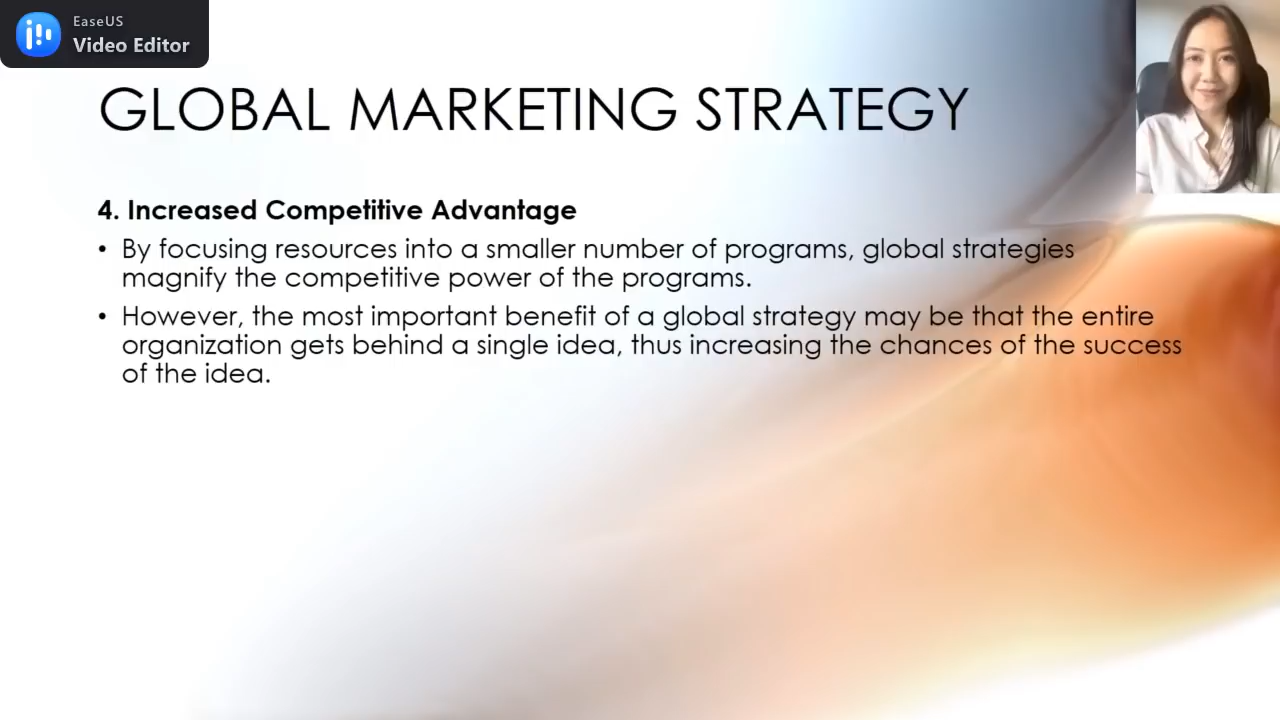 EaseUS
Video Editor
GLOBAL MARKETING STRATEGY
4. Increased Competitive Advantage
• By focusing resources into a smaller number of programs, global strategies
magnify the competitive power of the programs.
• However, the most important benefit of a global strategy may be that the entire
organization gets behind a single idea, thus increasing the chances of the success
of the idea.